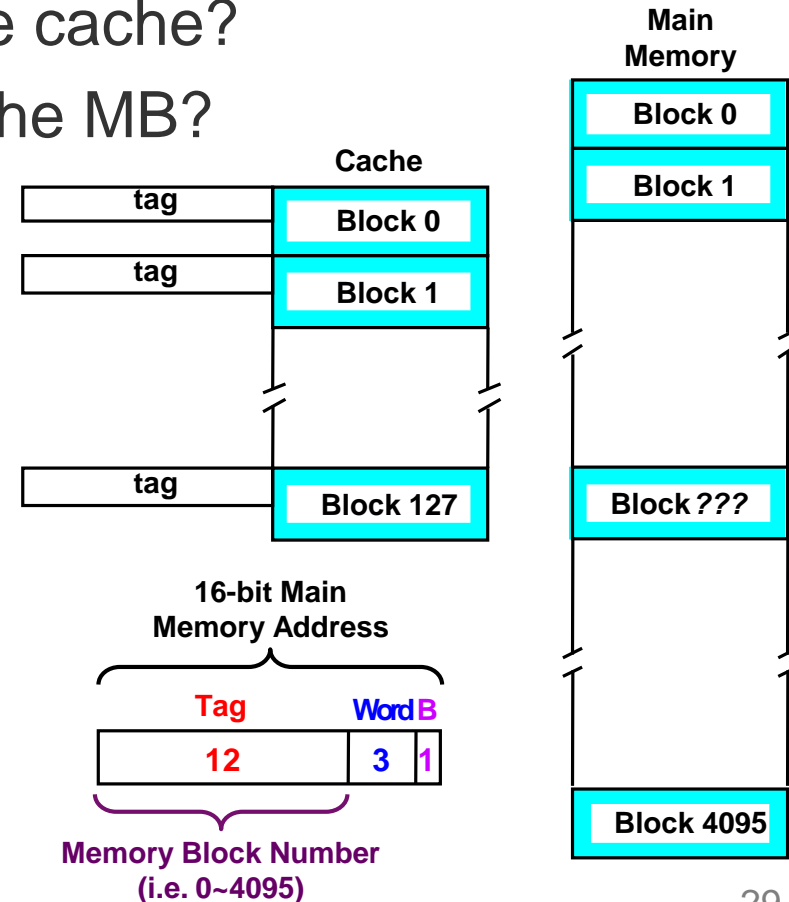 e cache?
he MB?
Main
Memory
Block 0
Block 1
Block ???
Block 4095
Cache
tag
Block 0
tag
Block 1
tag
Block 127
16-bit Main
Memory Address
Tag Word B
12 3 1
Memory Block Number
(i.e. 0~4095)